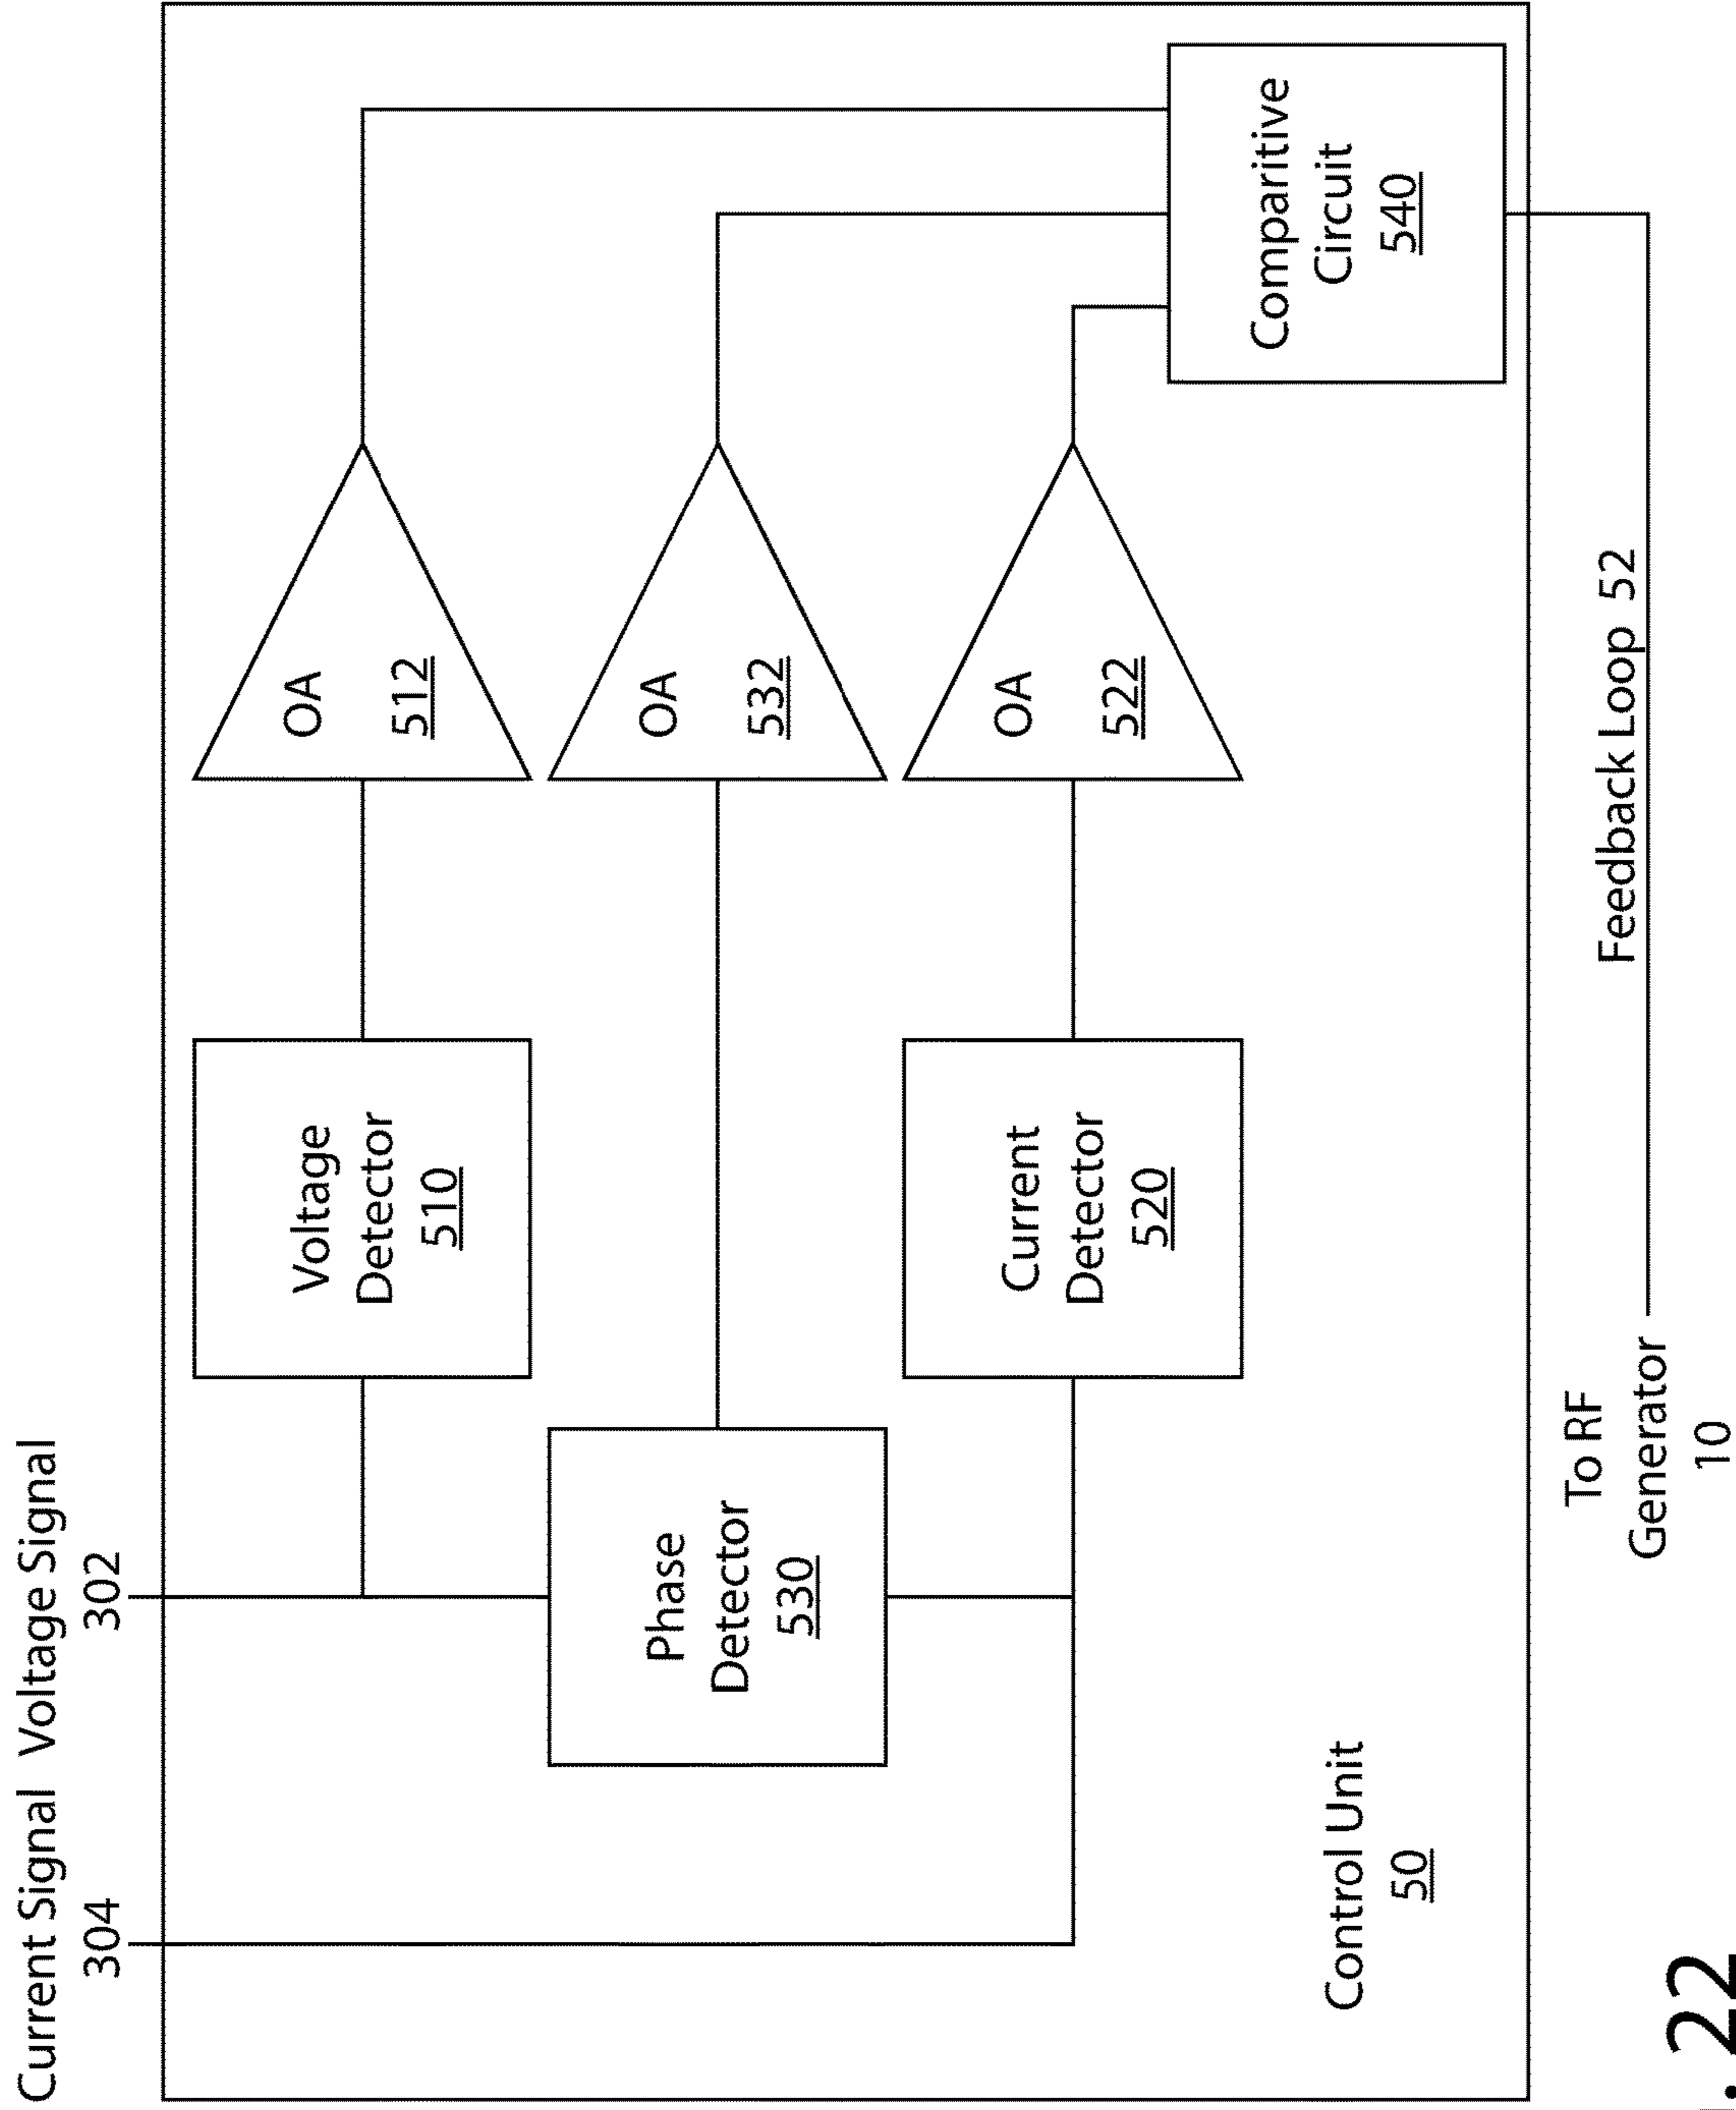 Current Signal Voltage Signal
304 302
Voltage
Detector
510
OA
512
Phase
Detector
530
OA
532
Comparitive
Circuit
540
Current
Detector
520
OA
522
Control Unit
50
Feedback Loop 52
To RF
Generator
10
22